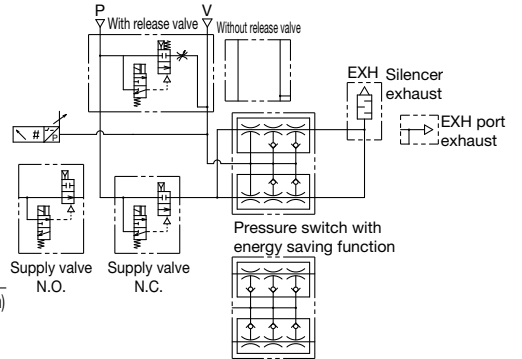 P
V
With release valve
Without release valve
EXH
Silencer
exhaust
EXH port
exhaust
#
P
Pressure switch with
energy saving function
Supply valve
N.O.
Supply valve
N.C.